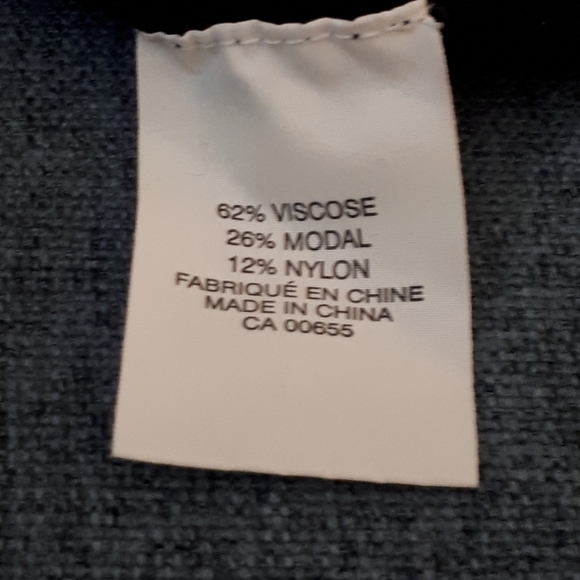 62% VISCOSE
26% MODAL
12% NYLON
FABRIQUÉ EN CHINE
MADE IN CHINA
CA 00655